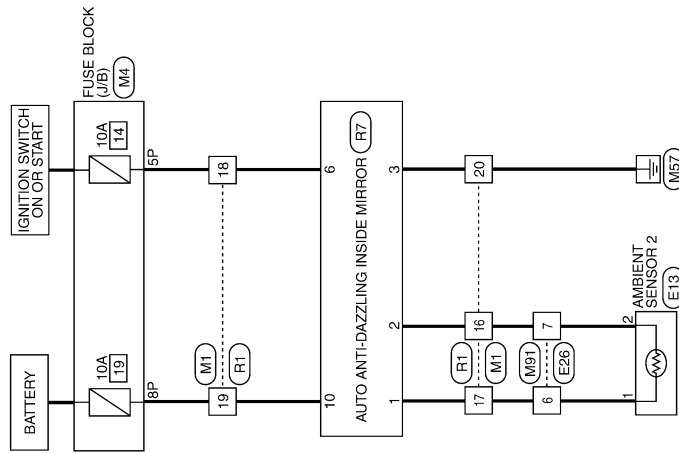 BATTERY
IGNITION SWITCH
ON OR START
FUSE BLOCK
(J/B)
M4
10A
19
10A
14
8P
5P
M1
R1
19
18
10
6
AUTO ANTI-DAZZLING INSIDE MIRROR
R7
1
2
3
R1
M1
17
16
20
M91
E26
6
7
AMBIENT
SENSOR 2
E13
1
2
M57